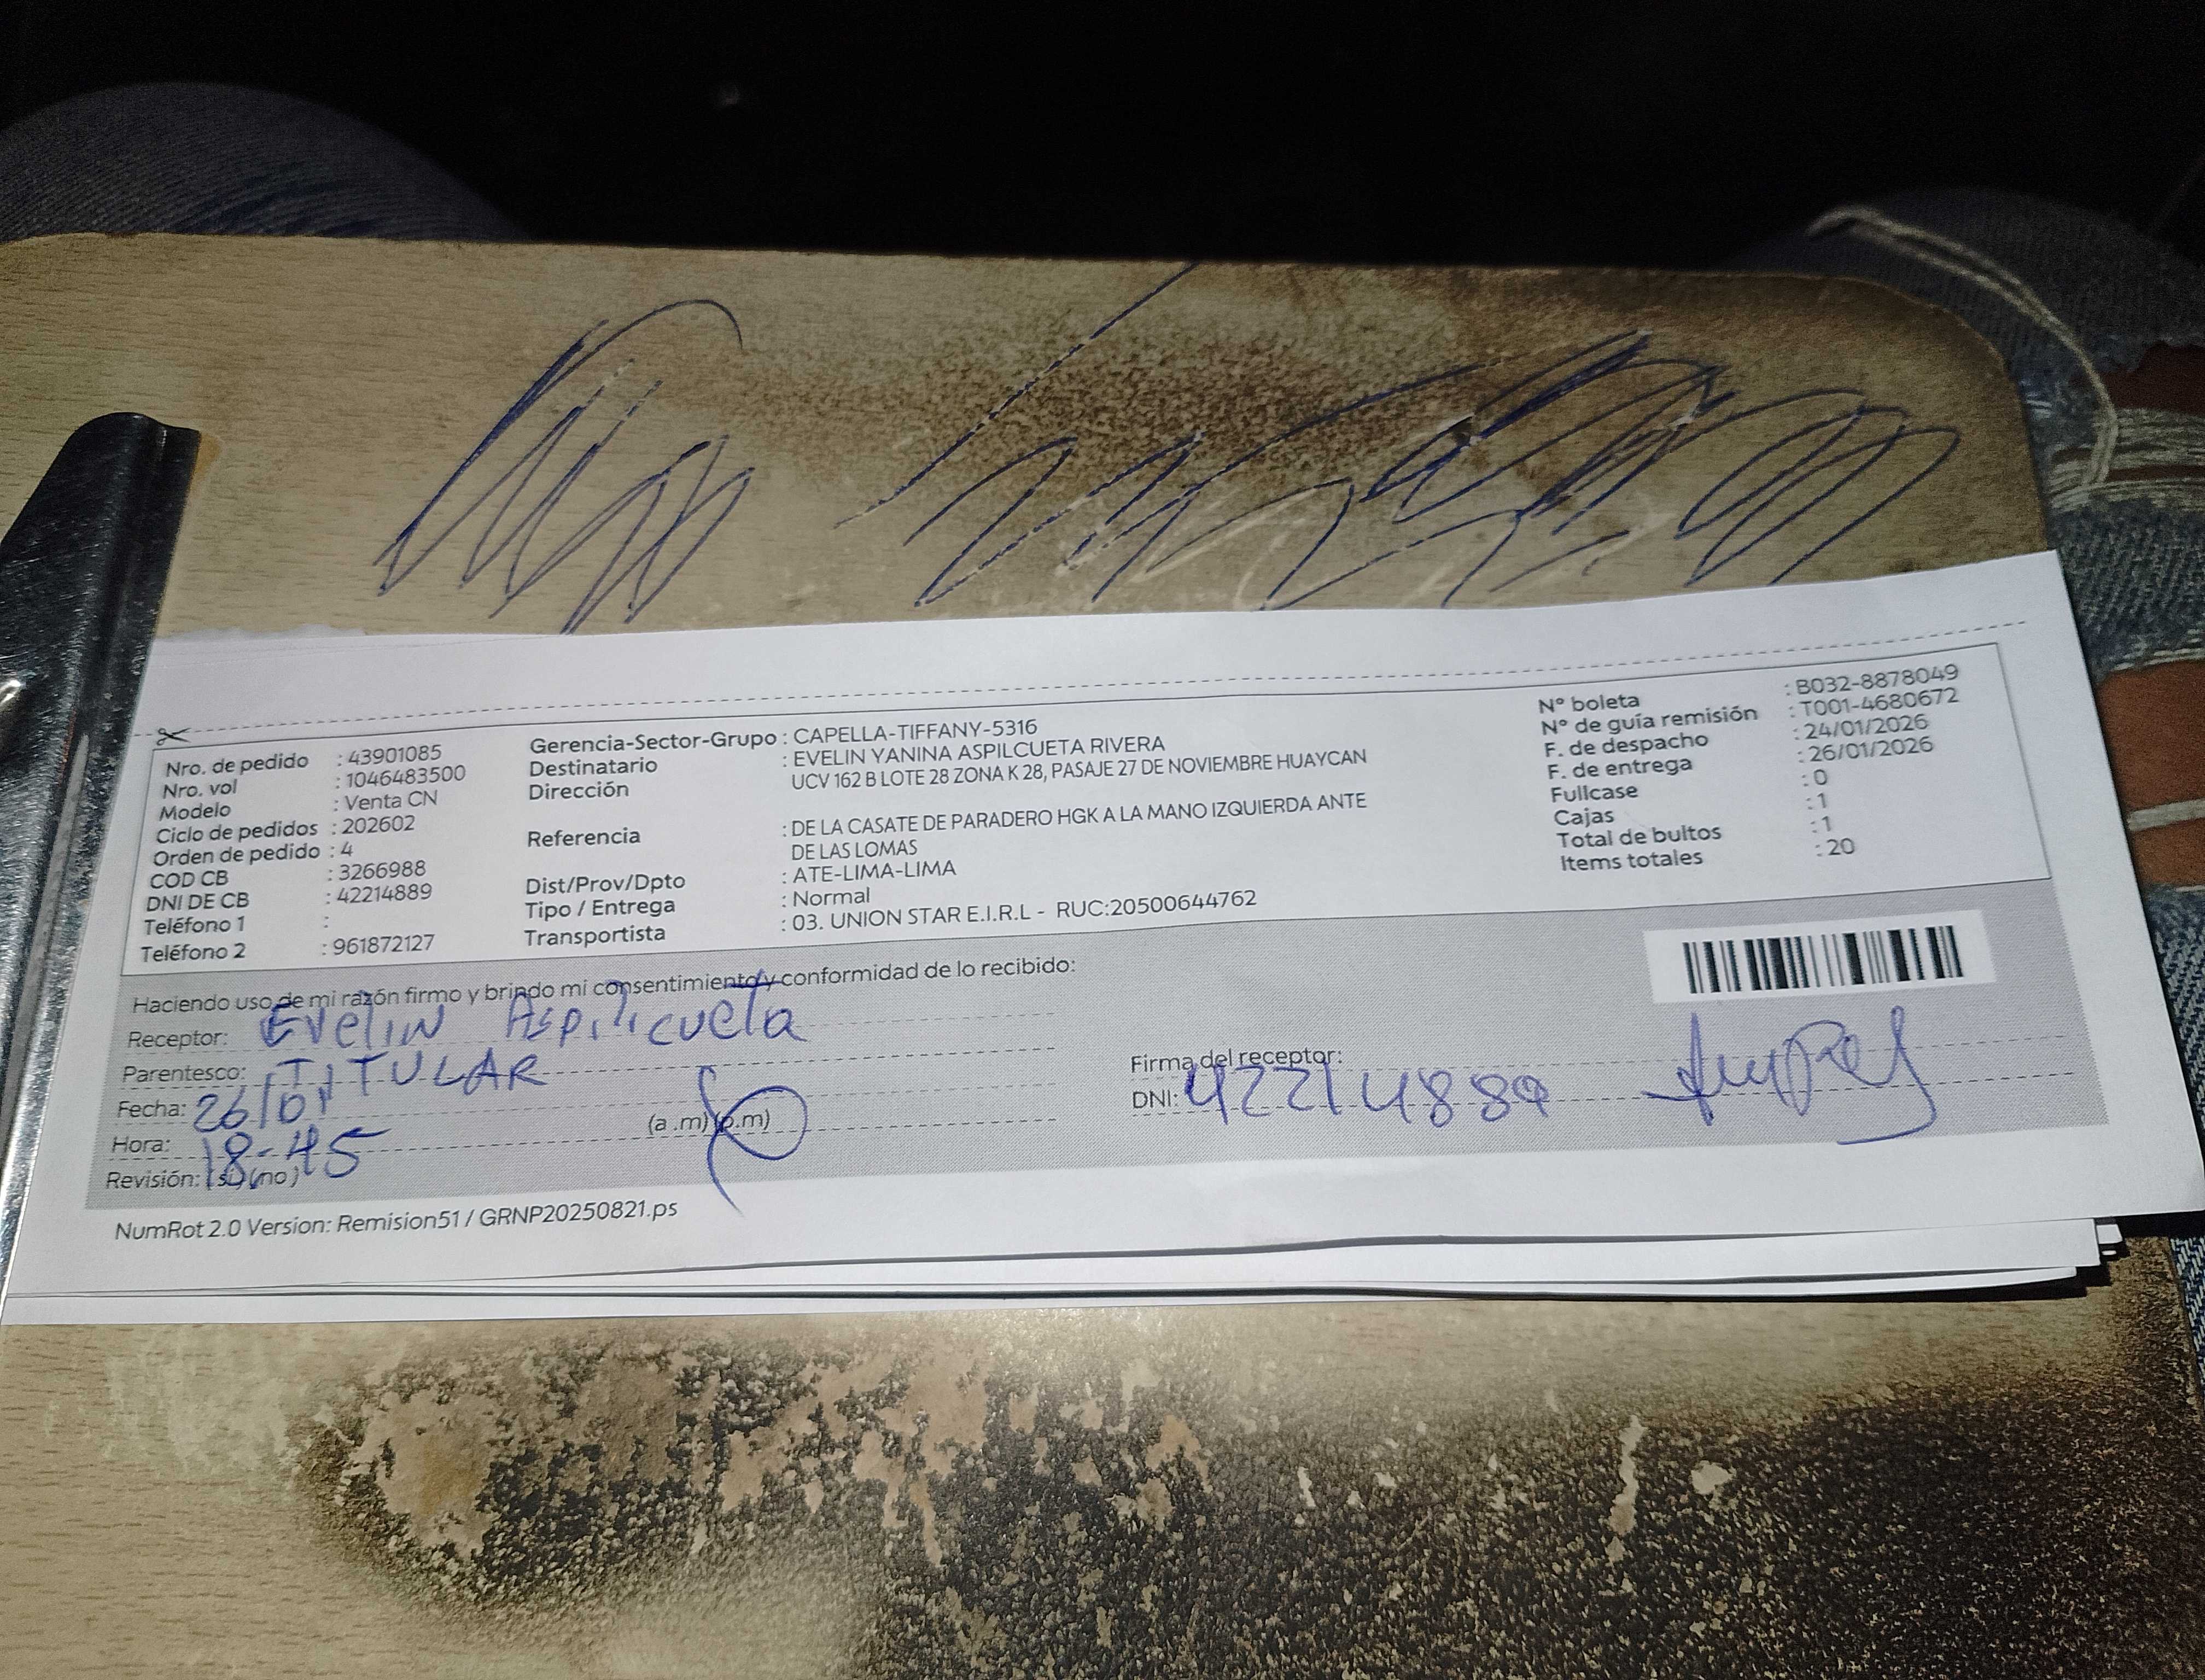 Nro. de pedido : 43901085
Nro. vol : 1046483500
Modelo : Venta CN
Ciclo de pedidos : 202602
Orden de pedido : 4
COD CB : 3266988
DNI DE CB : 42214889
Teléfono 1 :
Teléfono 2 : 961872127
Gerencia-Sector-Grupo : CAPELLA-TIFFANY-5316
Destinatario : EVELIN YANINA ASPILCUETA RIVERA
Dirección UCV 162 B LOTE 28 ZONA K 28, PASAJE 27 DE NOVIEMBRE HUAYCAN
Referencia : DE LA CASATE DE PARADERO HGK A LA MANO IZQUIERDA ANTE
DE LAS LOMAS
Dist/Prov/Dpto : ATE-LIMA-LIMA
Tipo / Entrega : Normal
Transportista : 03. UNION STAR E.I.R.L - RUC:20500644762
N° boleta : B032-8878049
N° de guía remisión : T001-4680672
F. de despacho : 24/01/2026
F. de entrega : 26/01/2026
Fullcase : 0
Cajas : 1
Total de bultos : 1
Items totales : 20
Haciendo uso de mi razón firmo y brindo mi consentimiento y conformidad de lo recibido:
Receptor: Evelin Aspilicueta
Parentesco: TITULAR
Fecha: 26/01
Hora: 18-45 (a .m) (p.m)
Revisión: (si) (no)
Firma del receptor:
DNI: 42214889
NumRot 2.0 Version: Remision51 / GRNP20250821.ps